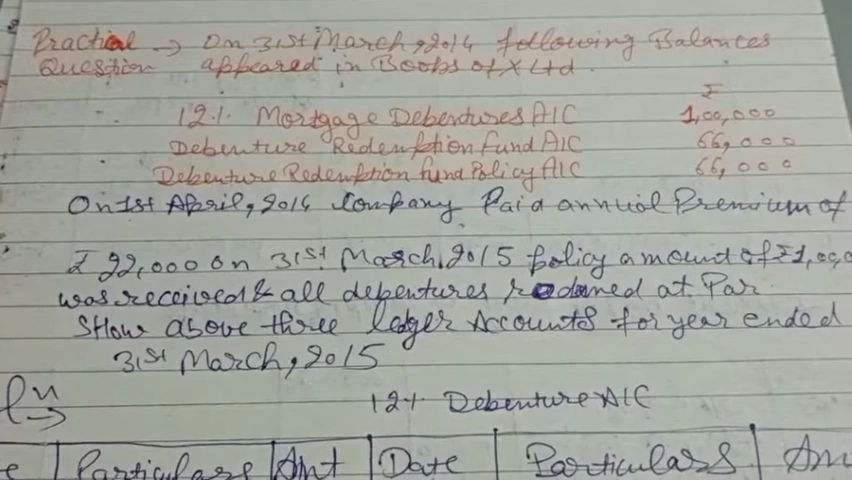 Practical → On 31st March, 2014 following Balances
Question appeared in Books of X Ltd.
₹
12% Mortgage Debentures A/C 1,00,000
Debenture Redemption Fund A/C 66,000
Debenture Redemption Fund Policy A/C 66,000
On 1st April, 2014 Company Paid annual Premium of
₹ 22,000 on 31st March, 2015 policy amount of ₹1,00,0
was received & all debentures redeemed at Par
Show above three ledger Accounts for year ended
31st March, 2015
12% Debenture A/C
e Particulars Amt Date Particulars Am